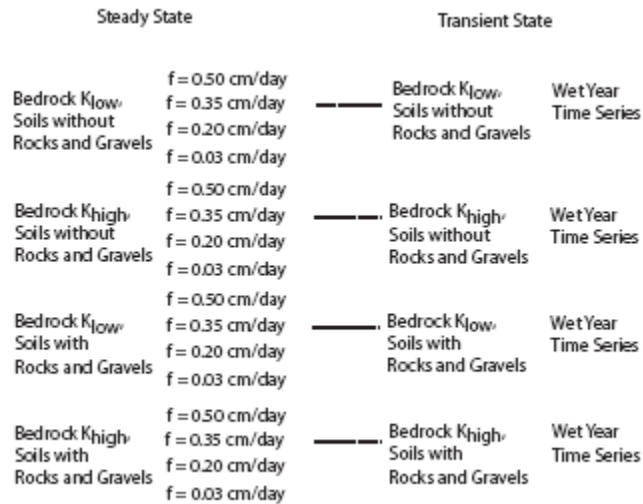 Steady State
Transient State
Bedrock Klow,
Soils without
Rocks and Gravels
f = 0.50 cm/day
f = 0.35 cm/day
f = 0.20 cm/day
f = 0.03 cm/day
Bedrock Klow,
Soils without
Rocks and Gravels
Wet Year
Time Series
Bedrock Khigh,
Soils without
Rocks and Gravels
f = 0.50 cm/day
f = 0.35 cm/day
f = 0.20 cm/day
f = 0.03 cm/day
Bedrock Khigh,
Soils without
Rocks and Gravels
Wet Year
Time Series
Bedrock Klow,
Soils with
Rocks and Gravels
f = 0.50 cm/day
f = 0.35 cm/day
f = 0.20 cm/day
f = 0.03 cm/day
Bedrock Klow,
Soils with
Rocks and Gravels
Wet Year
Time Series
Bedrock Khigh,
Soils with
Rocks and Gravels
f = 0.50 cm/day
f = 0.35 cm/day
f = 0.20 cm/day
f = 0.03 cm/day
Bedrock Khigh,
Soils with
Rocks and Gravels
Wet Year
Time Series